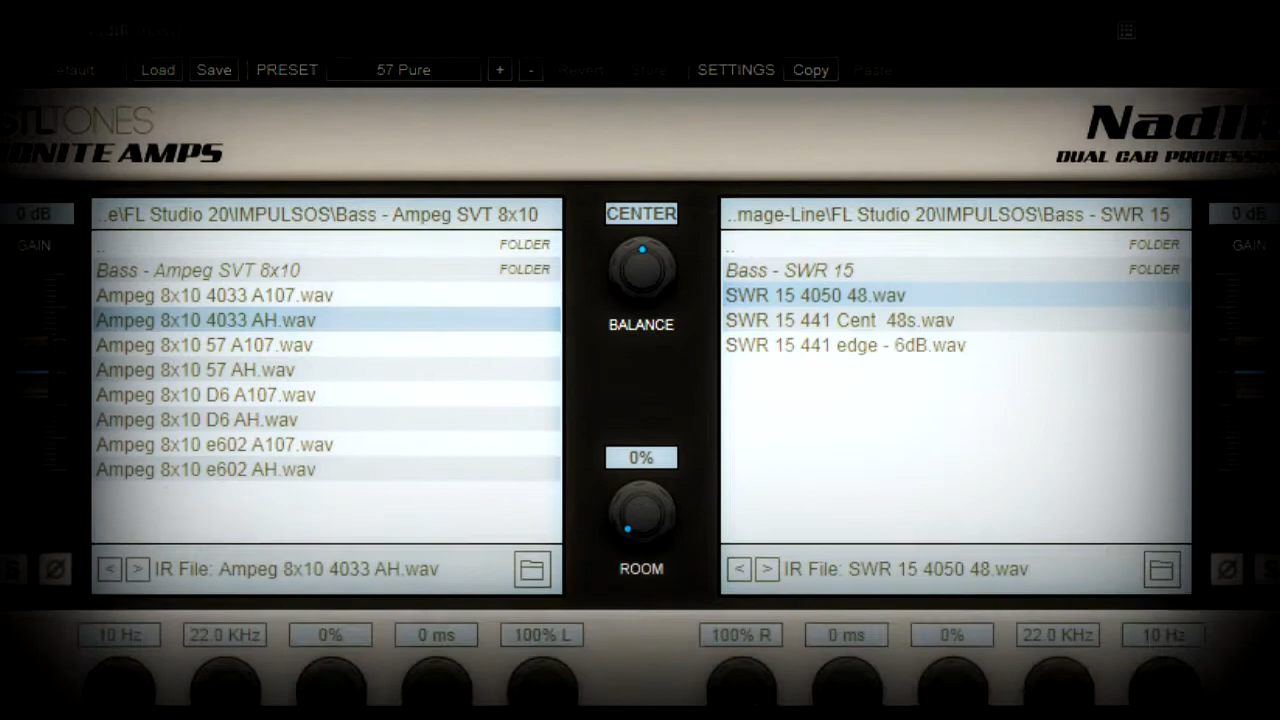 Load Save PRESET 57 Pure + - Revert Store SETTINGS Copy Paste
STLTONES
IGNITE AMPS
NadIR
DUAL CAB PROCESSOR
0 dB
GAIN
..e\FL Studio 20\IMPULSOS\Bass - Ampeg SVT 8x10
.. FOLDER
Bass - Ampeg SVT 8x10 FOLDER
Ampeg 8x10 4033 A107.wav
Ampeg 8x10 4033 AH.wav
Ampeg 8x10 57 A107.wav
Ampeg 8x10 57 AH.wav
Ampeg 8x10 D6 A107.wav
Ampeg 8x10 D6 AH.wav
Ampeg 8x10 e602 A107.wav
Ampeg 8x10 e602 AH.wav
< > IR File: Ampeg 8x10 4033 AH.wav
CENTER
BALANCE
0%
ROOM
..mage-Line\FL Studio 20\IMPULSOS\Bass - SWR 15
.. FOLDER
Bass - SWR 15 FOLDER
SWR 15 4050 48.wav
SWR 15 441 Cent  48s.wav
SWR 15 441 edge - 6dB.wav
< > IR File: SWR 15 4050 48.wav
0 dB
GAIN
10 Hz 22.0 KHz 0% 0 ms 100% L 100% R 0 ms 0% 22.0 KHz 10 Hz